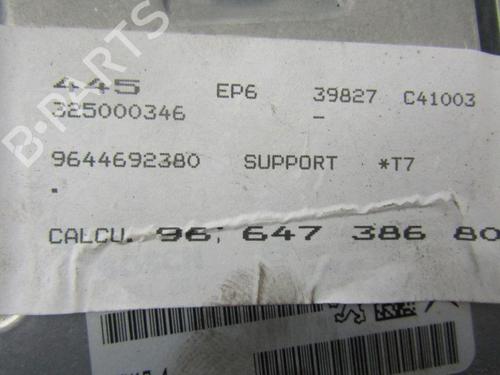 B-PARTS
445 EP6 39827 C41003
325000346 -
9644692380 SUPPORT *T7
.
CALCU. 96 647 386 80